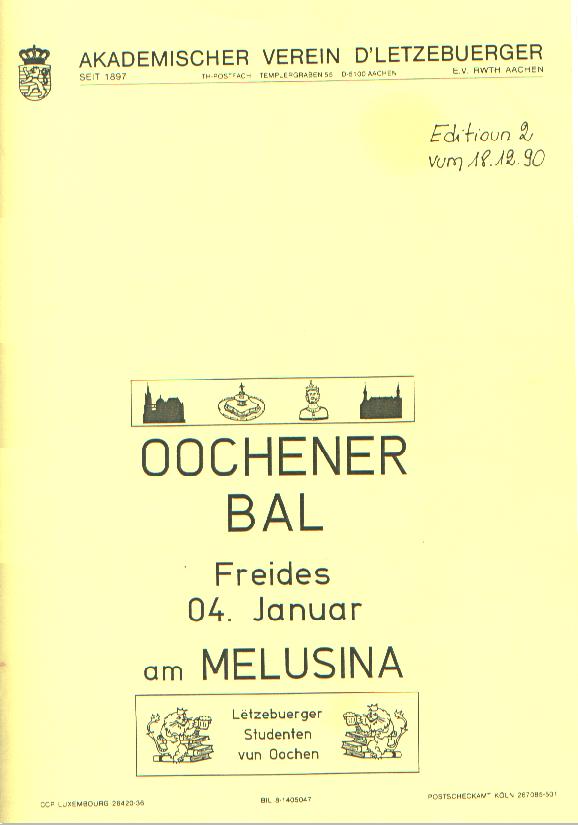 AKADEMISCHER VEREIN D'LETZEBUERGER
SEIT 1897 TH-POSTFACH TEMPLERGRABEN 55 D-5100 AACHEN E.V. RWTH AACHEN
Editioun 2
vum 18.12.90
OOCHENER
BAL
Freides
04. Januar
am MELUSINA
Lëtzebuerger
Studenten
vun Oochen
CCP LUXEMBOURG 26420-36 BIL 8-1405047 POSTSCHECKAMT KÖLN 267086-501